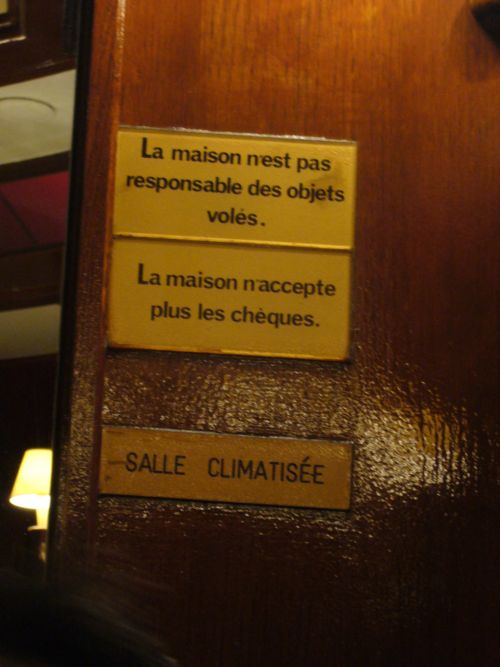 La maison n'est pas
responsable des objets
volés.
La maison n'accepte
plus les chèques.
SALLE CLIMATISÉE